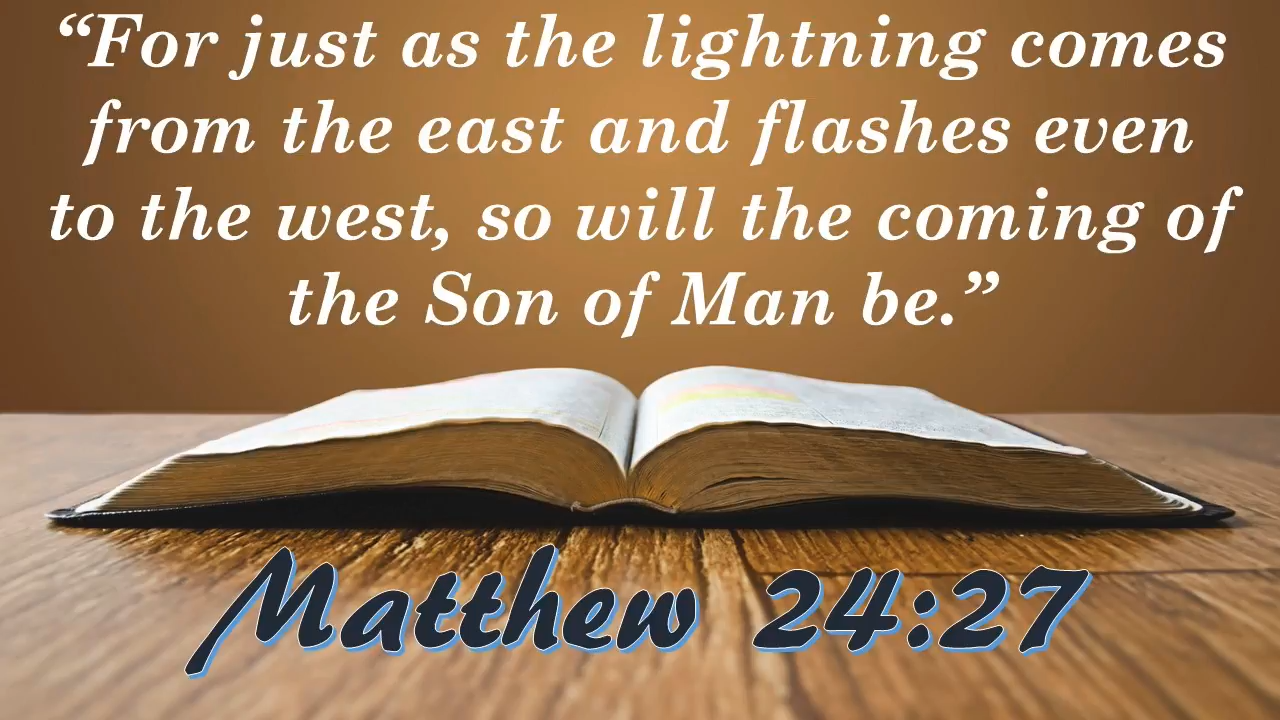 “For just as the lightning comes
from the east and flashes even
to the west, so will the coming of
the Son of Man be.”
Matthew 24:27